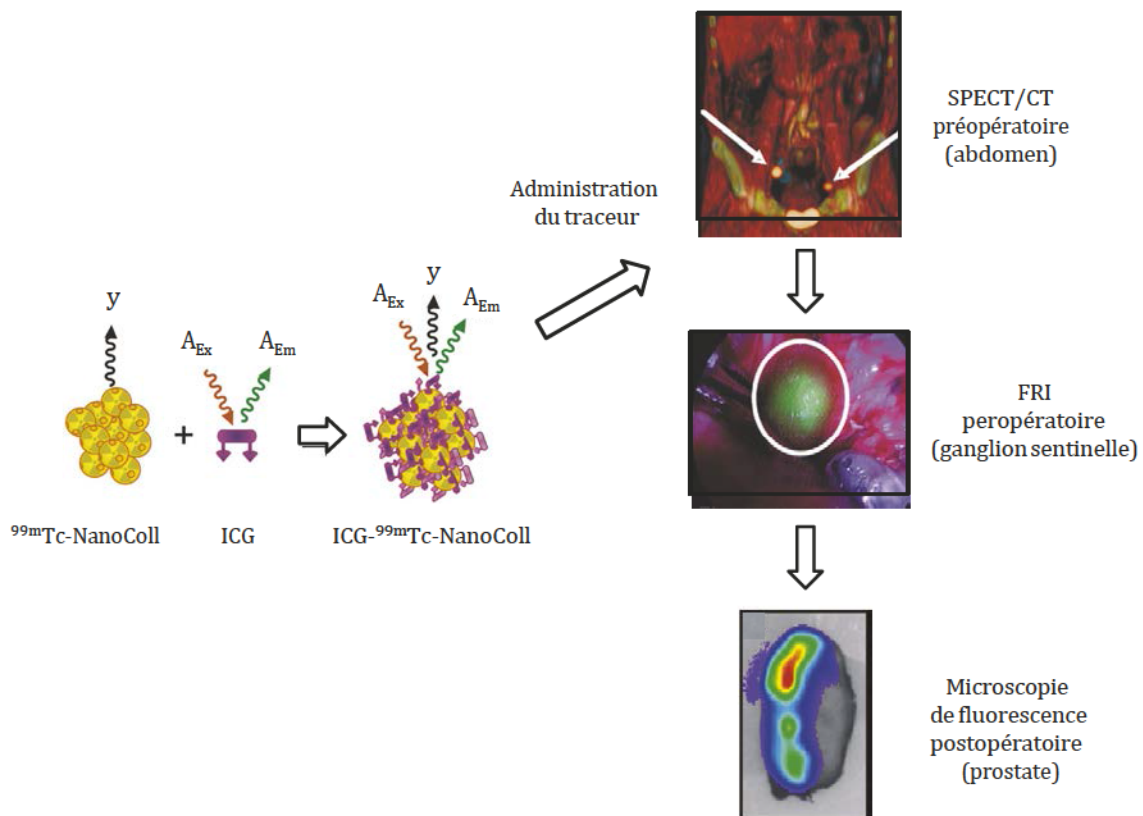 SPECT/CT
préopératoire
(abdomen)
Administration
du traceur
y
A_Ex
A_Em
y
A_Ex
A_Em
+
FRI
peropératoire
(ganglion sentinelle)
⁹⁹ᵐTc-NanoColl
ICG
ICG-⁹⁹ᵐTc-NanoColl
Microscopie
de fluorescence
postopératoire
(prostate)